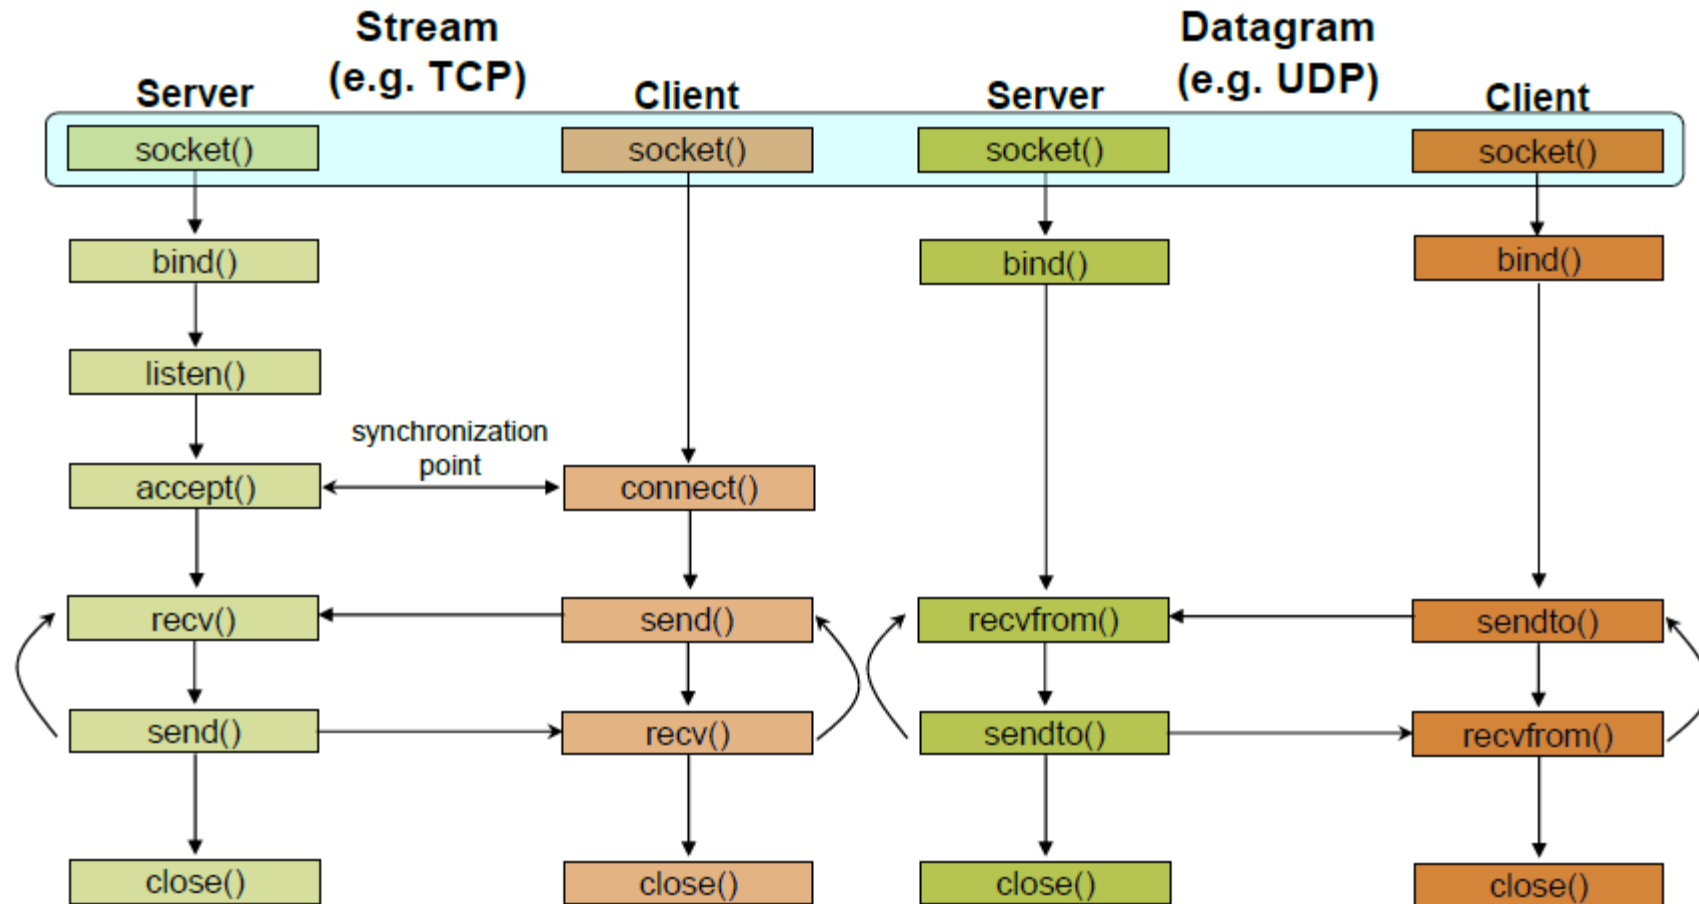 Stream
(e.g. TCP)
Datagram
(e.g. UDP)
Server
Client
Server
Client
socket()
socket()
socket()
socket()
bind()
bind()
bind()
listen()
synchronization
point
accept()
connect()
recv()
send()
recvfrom()
sendto()
send()
recv()
sendto()
recvfrom()
close()
close()
close()
close()